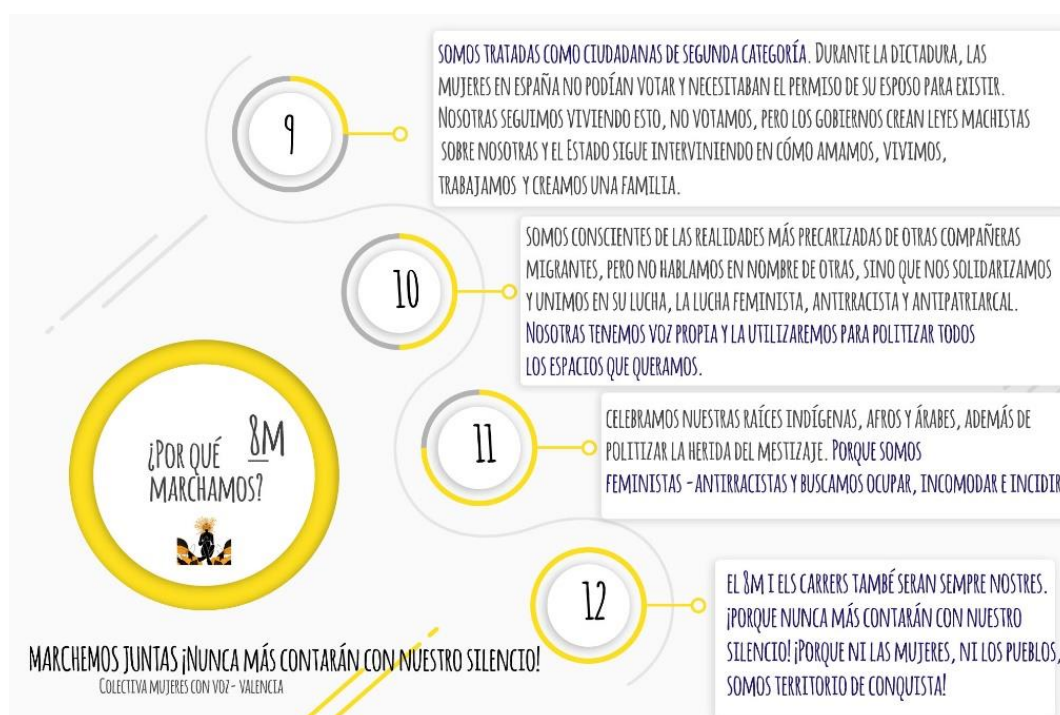 9
SOMOS TRATADAS COMO CIUDADANAS DE SEGUNDA CATEGORÍA. DURANTE LA DICTADURA, LAS
MUJERES EN ESPAÑA NO PODÍAN VOTAR Y NECESITABAN EL PERMISO DE SU ESPOSO PARA EXISTIR.
NOSOTRAS SEGUIMOS VIVIENDO ESTO, NO VOTAMOS, PERO LOS GOBIERNOS CREAN LEYES MACHISTAS
SOBRE NOSOTRAS Y EL ESTADO SIGUE INTERVINIENDO EN CÓMO AMAMOS, VIVIMOS,
TRABAJAMOS Y CREAMOS UNA FAMILIA.
10
SOMOS CONSCIENTES DE LAS REALIDADES MÁS PRECARIZADAS DE OTRAS COMPAÑERAS
MIGRANTES, PERO NO HABLAMOS EN NOMBRE DE OTRAS, SINO QUE NOS SOLIDARIZAMOS
Y UNIMOS EN SU LUCHA, LA LUCHA FEMINISTA, ANTIRRACISTA Y ANTIPATRIARCAL.
NOSOTRAS TENEMOS VOZ PROPIA Y LA UTILIZAREMOS PARA POLITIZAR TODOS
LOS ESPACIOS QUE QUERAMOS.
11
CELEBRAMOS NUESTRAS RAÍCES INDÍGENAS, AFROS Y ÁRABES, ADEMÁS DE
POLITIZAR LA HERIDA DEL MESTIZAJE. PORQUE SOMOS
FEMINISTAS -ANTIRRACISTAS Y BUSCAMOS OCUPAR, INCOMODAR E INCIDIR
12
EL 8M I ELS CARRERS TAMBÉ SERAN SEMPRE NOSTRES.
¡PORQUE NUNCA MÁS CONTARÁN CON NUESTRO
SILENCIO! ¡PORQUE NI LAS MUJERES, NI LOS PUEBLOS,
SOMOS TERRITORIO DE CONQUISTA!
¿POR QUÉ 8M
MARCHAMOS?
MARCHEMOS JUNTAS ¡NUNCA MÁS CONTARÁN CON NUESTRO SILENCIO!
COLECTIVA MUJERES CON VOZ- VALENCIA